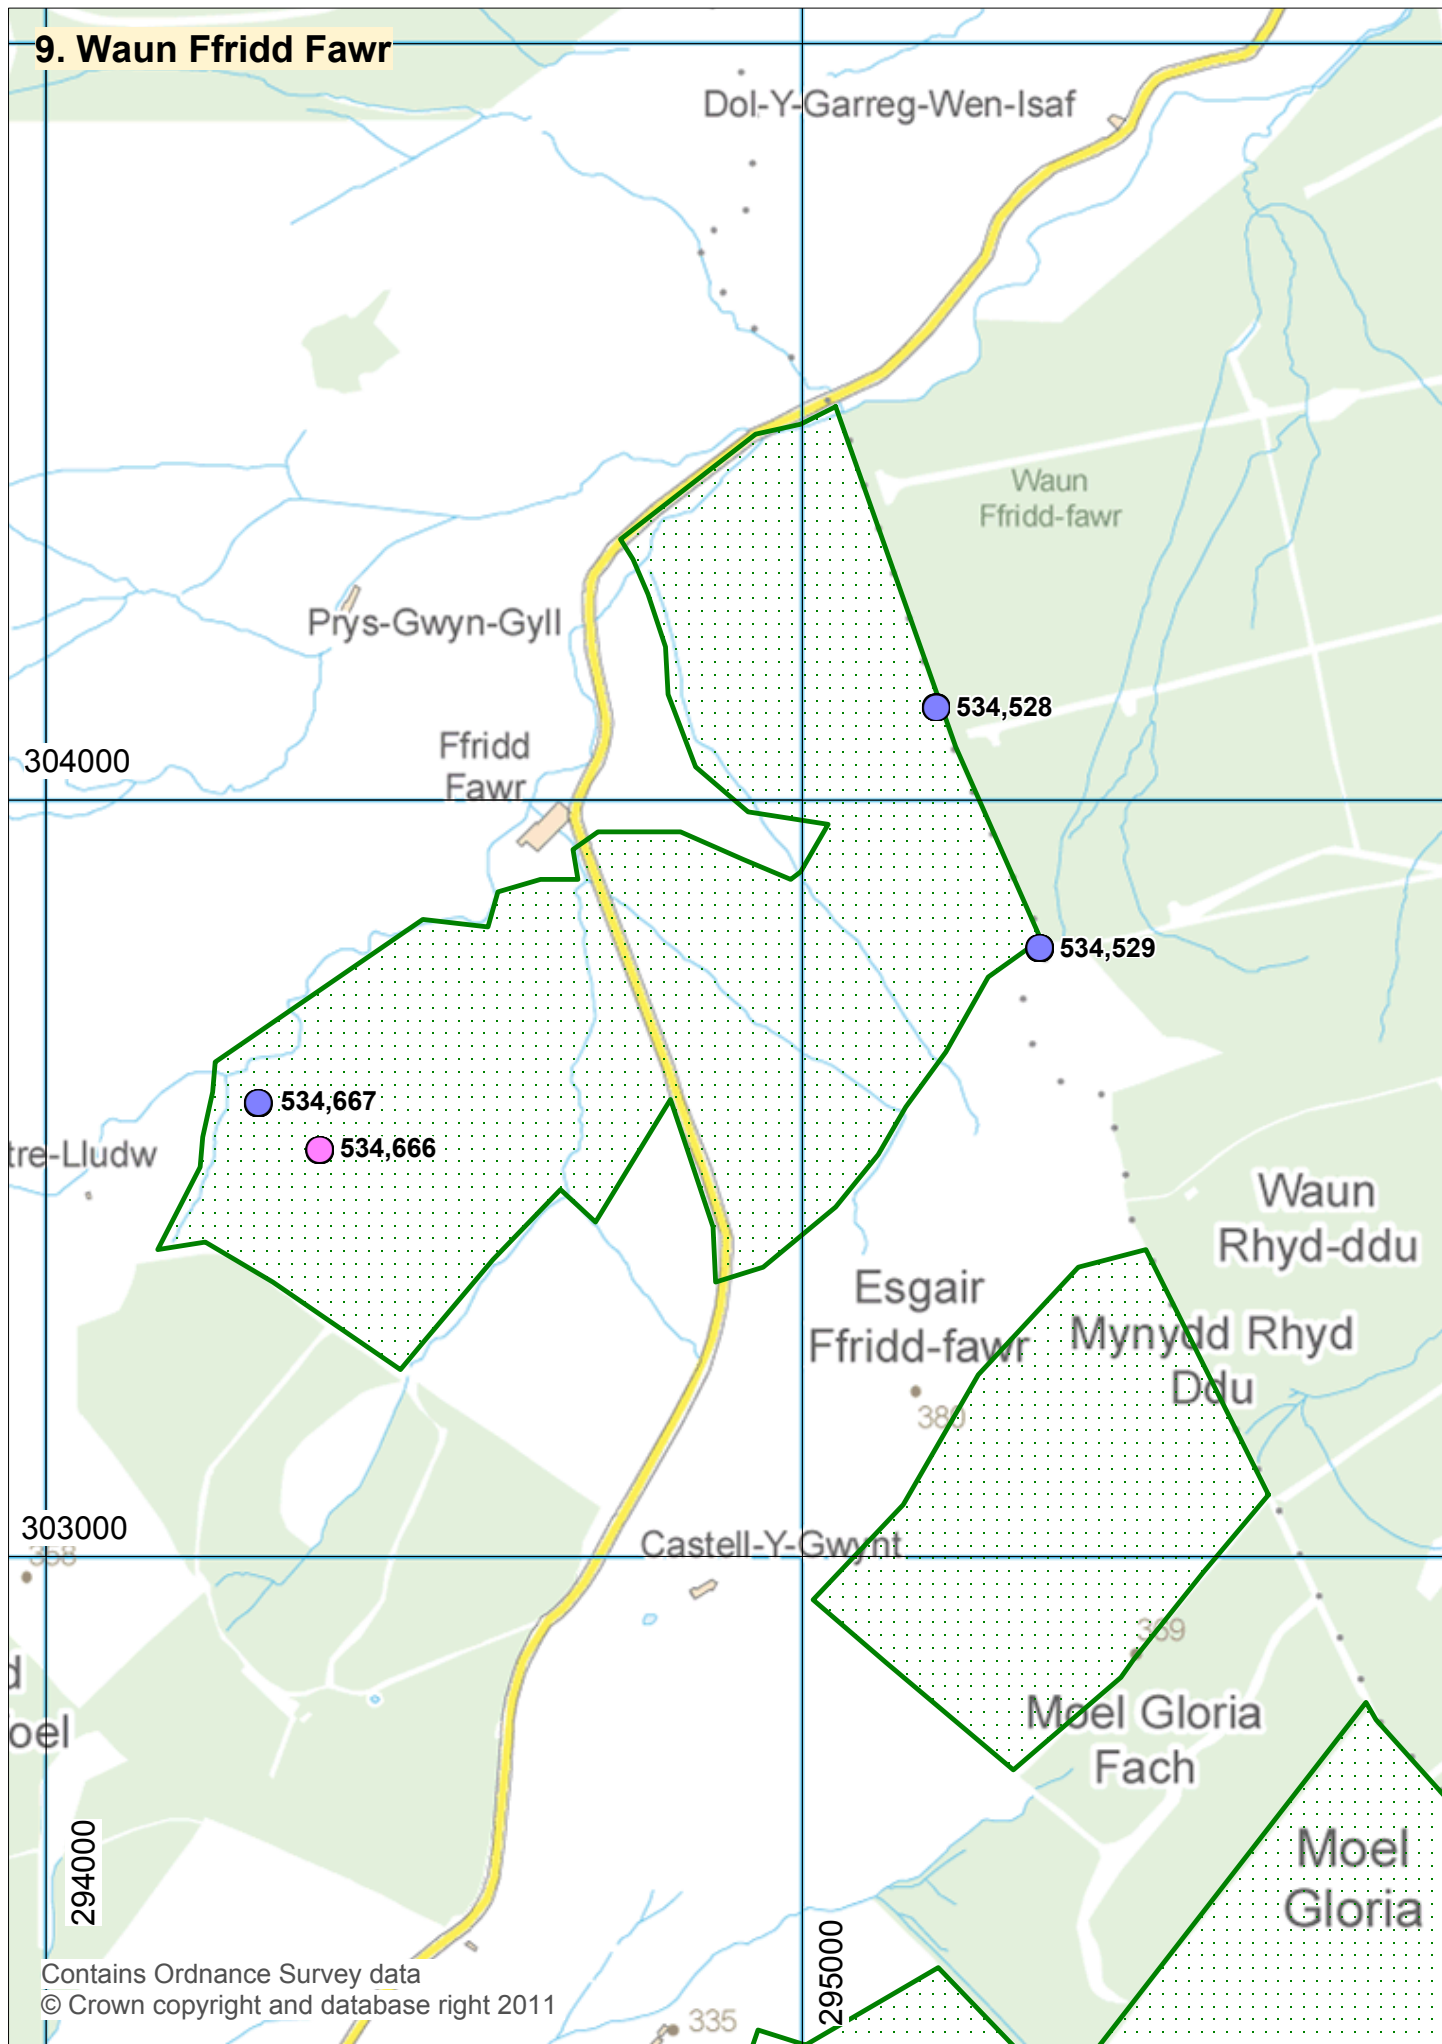 9. Waun Ffridd Fawr
Dol-Y-Garreg-Wen-Isaf
Waun
Ffridd-fawr
Prys-Gwyn-Gyll
534,528
Ffridd
Fawr
304000
534,529
534,667
534,666
tre-Lludw
Waun
Rhyd-ddu
Esgair
Ffridd-fawr
Mynydd Rhyd
Ddu
380
303000
Castell-Y-Gwynt
369
d
oel
Moel Gloria
Fach
Moel
Gloria
294000
295000
Contains Ordnance Survey data
© Crown copyright and database right 2011
335